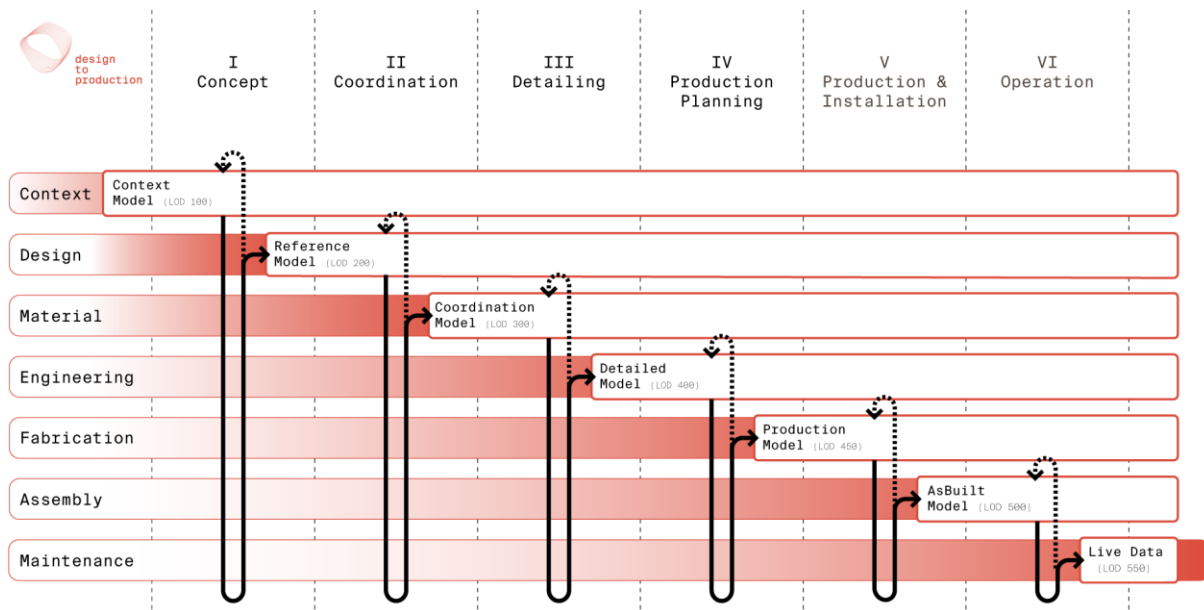 design
to
production
I
Concept
II
Coordination
III
Detailing
IV
Production
Planning
V
Production &
Installation
VI
Operation
Context
Context
Model (LOD 100)
Design
Reference
Model (LOD 200)
Material
Coordination
Model (LOD 300)
Engineering
Detailed
Model (LOD 400)
Fabrication
Production
Model (LOD 450)
Assembly
AsBuilt
Model (LOD 500)
Maintenance
Live Data
(LOD 550)